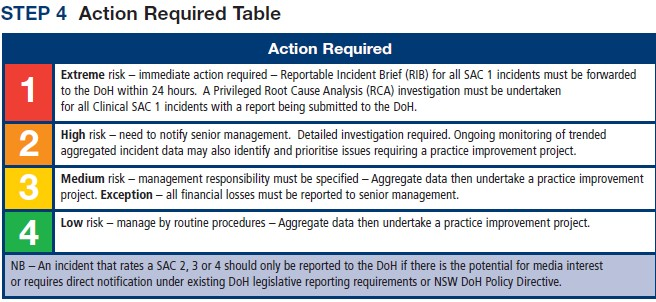 STEP 4 Action Required Table
Action Required
1
Extreme risk – immediate action required – Reportable Incident Brief (RIB) for all SAC 1 incidents must be forwarded
to the DoH within 24 hours. A Privileged Root Cause Analysis (RCA) investigation must be undertaken
for all Clinical SAC 1 incidents with a report being submitted to the DoH.
2
High risk – need to notify senior management. Detailed investigation required. Ongoing monitoring of trended
aggregated incident data may also identify and prioritise issues requiring a practice improvement project.
3
Medium risk – management responsibility must be specified – Aggregate data then undertake a practice improvement
project. Exception – all financial losses must be reported to senior management.
4
Low risk – manage by routine procedures – Aggregate data then undertake a practice improvement project.
NB – An incident that rates a SAC 2, 3 or 4 should only be reported to the DoH if there is the potential for media interest
or requires direct notification under existing DoH legislative reporting requirements or NSW DoH Policy Directive.